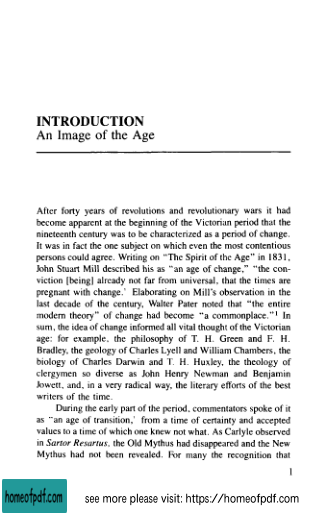 INTRODUCTION
An Image of the Age
After forty years of revolutions and revolutionary wars it had
become apparent at the beginning of the Victorian period that the
nineteenth century was to be characterized as a period of change.
It was in fact the one subject on which even the most contentious
persons could agree. Writing on "The Spirit of the Age" in 1831,
John Stuart Mill described his as "an age of change," "the con-
viction [being] already not far from universal, that the times are
pregnant with change.' Elaborating on Mill's observation in the
last decade of the century, Walter Pater noted that "the entire
modern theory" of change had become "a commonplace."1 In
sum, the idea of change informed all vital thought of the Victorian
age: for example, the philosophy of T. H. Green and F. H.
Bradley, the geology of Charles Lyell and William Chambers, the
biology of Charles Darwin and T. H. Huxley, the theology of
clergymen so diverse as John Henry Newman and Benjamin
Jowett, and, in a very radical way, the literary efforts of the best
writers of the time.
During the early part of the period, commentators spoke of it
as "an age of transition,' from a time of certainty and accepted
values to a time of which one knew not what. As Carlyle observed
in Sartor Resartus, the Old Mythus had disappeared and the New
Mythus had not been revealed. For many the recognition that
1
homeofpdf.com
see more please visit: https://homeofpdf.com